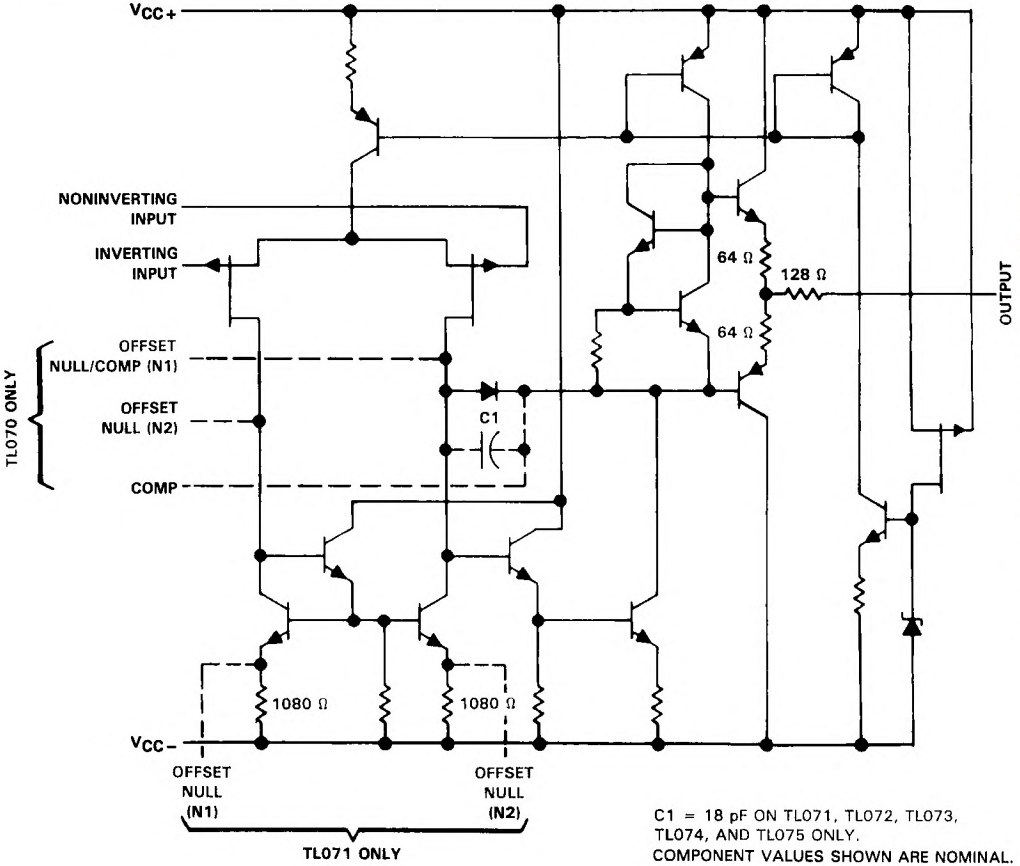 VCC+
NONINVERTING
INPUT
INVERTING
INPUT
64 Ω
128 Ω
64 Ω
OUTPUT
OFFSET
NULL/COMP (N1)
OFFSET
NULL (N2)
COMP
TL070 ONLY
C1
1080 Ω
1080 Ω
VCC−
OFFSET
NULL
(N1)
OFFSET
NULL
(N2)
TL071 ONLY
C1 = 18 pF ON TL071, TL072, TL073,
TL074, AND TL075 ONLY.
COMPONENT VALUES SHOWN ARE NOMINAL.